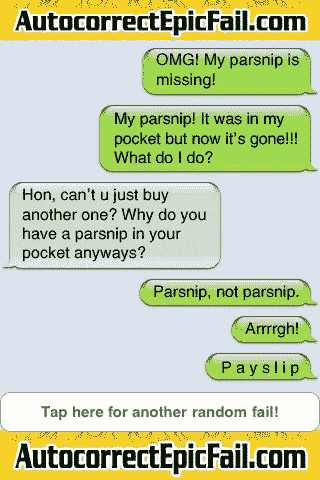 AutocorrectEpicFail.com
OMG! My parsnip is
missing!
My parsnip! It was in my
pocket but now it's gone!!!
What do I do?
Hon, can't u just buy
another one? Why do you
have a parsnip in your
pocket anyways?
Parsnip, not parsnip.
Arrrrgh!
P a y s l i p
Tap here for another random fail!
AutocorrectEpicFail.com